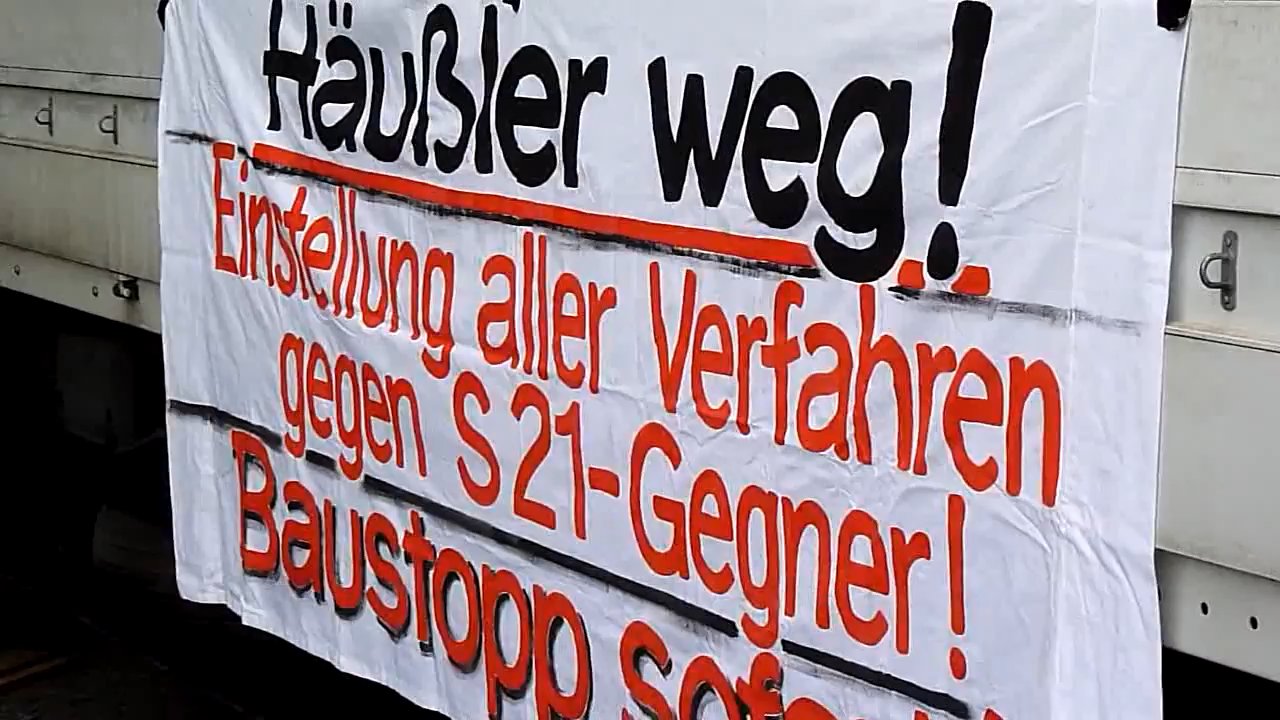 Häußler weg!
Einstellung aller Verfahren
gegen S21-Gegner!
Baustopp